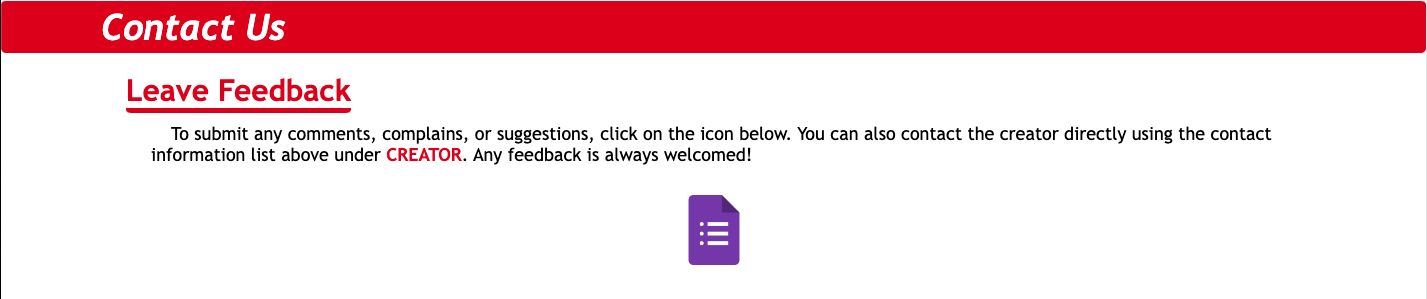 Contact Us
Leave Feedback
To submit any comments, complains, or suggestions, click on the icon below. You can also contact the creator directly using the contact
information list above under CREATOR. Any feedback is always welcomed!